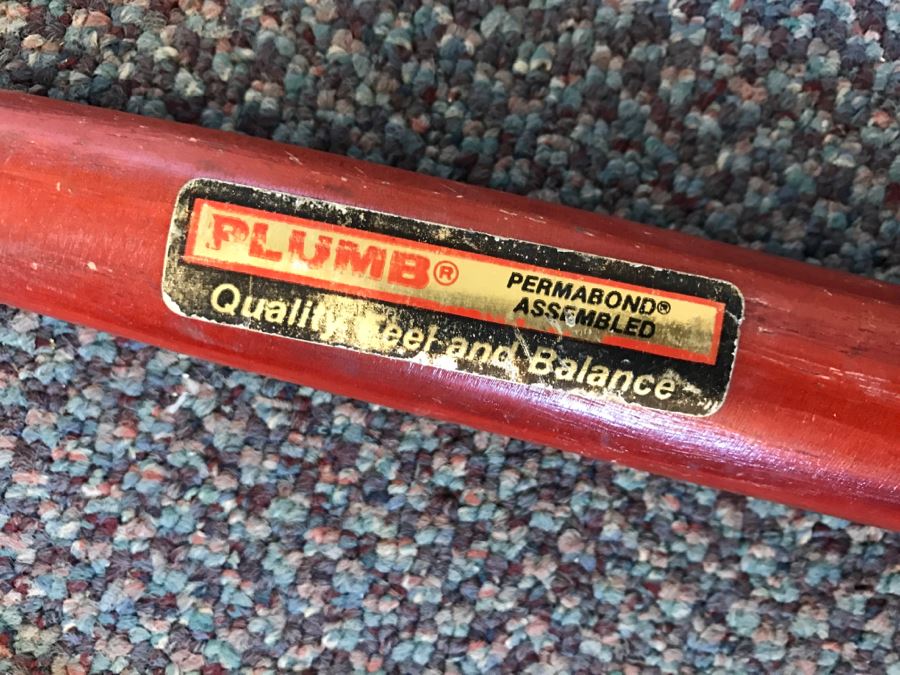 PLUMB®
PERMABOND®
ASSEMBLED
Quality Feel and Balance